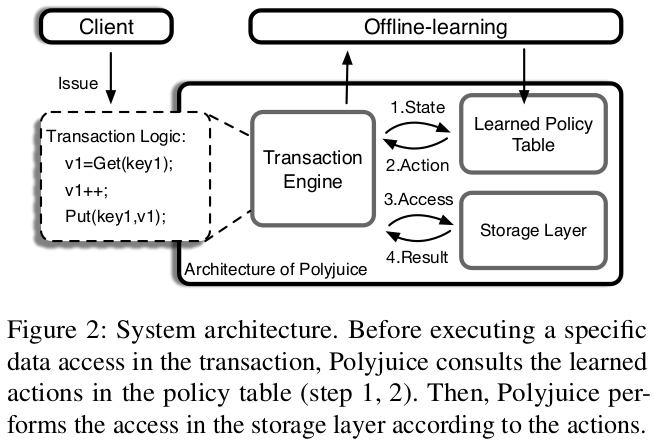 Client
Offline-learning
Issue
Transaction Logic:
v1=Get(key1);
v1++;
Put(key1,v1);
Transaction
Engine
1.State
2.Action
Learned Policy
Table
3.Access
4.Result
Storage Layer
Architecture of Polyjuice
Figure 2: System architecture. Before executing a specific
data access in the transaction, Polyjuice consults the learned
actions in the policy table (step 1, 2). Then, Polyjuice per-
forms the access in the storage layer according to the actions.